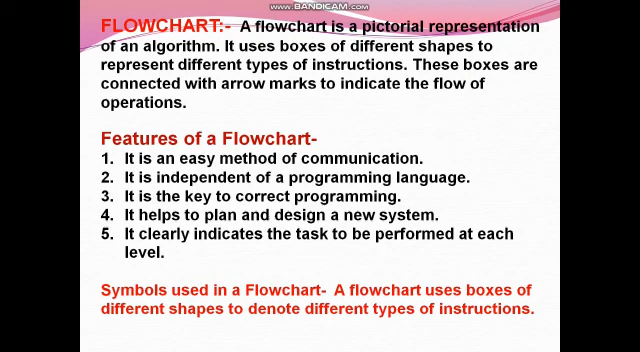 WWW.BANDICAM.COM
FLOWCHART:- A flowchart is a pictorial representation
of an algorithm. It uses boxes of different shapes to
represent different types of instructions. These boxes are
connected with arrow marks to indicate the flow of
operations.
Features of a Flowchart-
1. It is an easy method of communication.
2. It is independent of a programming language.
3. It is the key to correct programming.
4. It helps to plan and design a new system.
5. It clearly indicates the task to be performed at each
level.
Symbols used in a Flowchart- A flowchart uses boxes of
different shapes to denote different types of instructions.